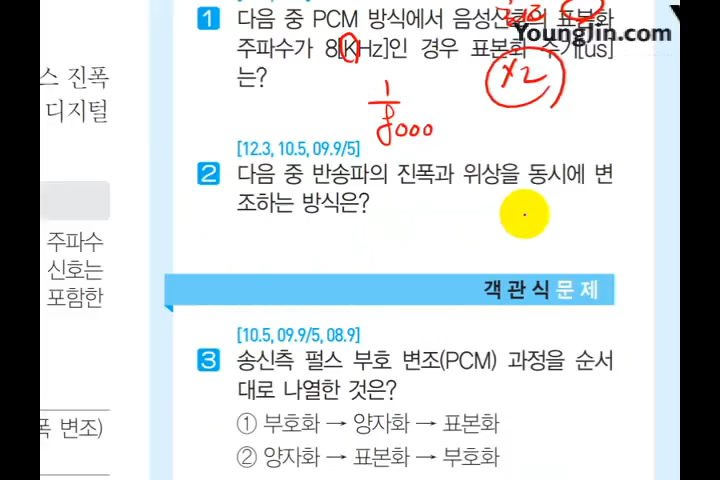 1 다음 중 PCM 방식에서 음성신호의 표본화
Youngjin.com
주파수가 8[KHz]인 경우 표본화 주기[us]
는?
×2
1
8000
스 진폭
디지털
[12.3, 10.5, 09.9/5]
2 다음 중 반송파의 진폭과 위상을 동시에 변
조하는 방식은?
주파수
신호는
포함한
객관식문제
[10.5, 09.9/5, 08.9]
3 송신측 펄스 부호 변조(PCM) 과정을 순서
대로 나열한 것은?
폭 변조)
① 부호화 → 양자화 → 표본화
② 양자화 → 표본화 → 부호화